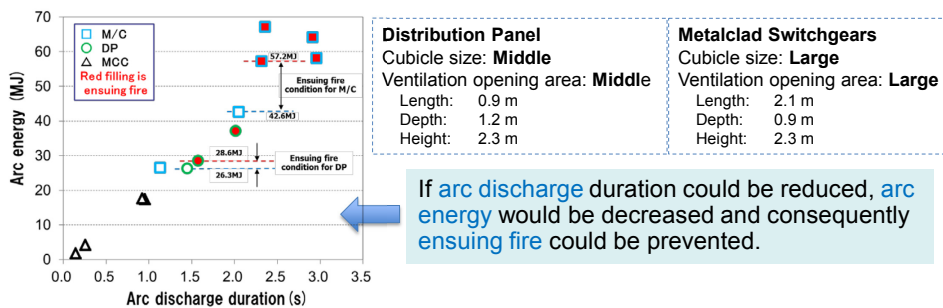 M/C
DP
MCC
Red filling is
ensuing fire
Arc energy (MJ)
70
60
50
40
30
20
10
0
0.0 0.5 1.0 1.5 2.0 2.5 3.0 3.5
Arc discharge duration (s)
57.2MJ
Ensuing fire
condition for M/C
42.6MJ
28.6MJ
Ensuing fire
condition for DP
26.3MJ
Distribution Panel
Cubicle size: Middle
Ventilation opening area: Middle
Length: 0.9 m
Depth: 1.2 m
Height: 2.3 m
Metalclad Switchgears
Cubicle size: Large
Ventilation opening area: Large
Length: 2.1 m
Depth: 0.9 m
Height: 2.3 m
If arc discharge duration could be reduced, arc
energy would be decreased and consequently
ensuing fire could be prevented.